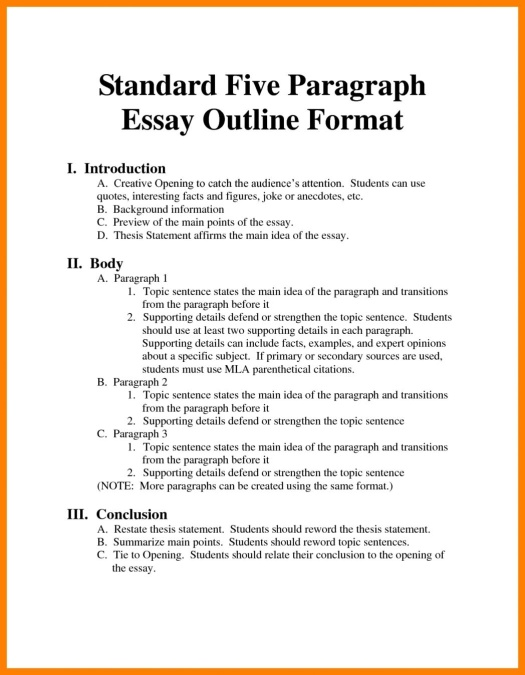 Standard Five Paragraph
Essay Outline Format
I. Introduction
A. Creative Opening to catch the audience's attention. Students can use
quotes, interesting facts and figures, joke or anecdotes, etc.
B. Background information
C. Preview of the main points of the essay.
D. Thesis Statement affirms the main idea of the essay.
II. Body
A. Paragraph 1
1. Topic sentence states the main idea of the paragraph and transitions
from the paragraph before it
2. Supporting details defend or strengthen the topic sentence. Students
should use at least two supporting details in each paragraph.
Supporting details can include facts, examples, and expert opinions
about a specific subject. If primary or secondary sources are used,
students must use MLA parenthetical citations.
B. Paragraph 2
1. Topic sentence states the main idea of the paragraph and transitions
from the paragraph before it
2. Supporting details defend or strengthen the topic sentence
C. Paragraph 3
1. Topic sentence states the main idea of the paragraph and transitions
from the paragraph before it
2. Supporting details defend or strengthen the topic sentence
(NOTE: More paragraphs can be created using the same format.)
III. Conclusion
A. Restate thesis statement. Students should reword the thesis statement.
B. Summarize main points. Students should reword topic sentences.
C. Tie to Opening. Students should relate their conclusion to the opening of
the essay.